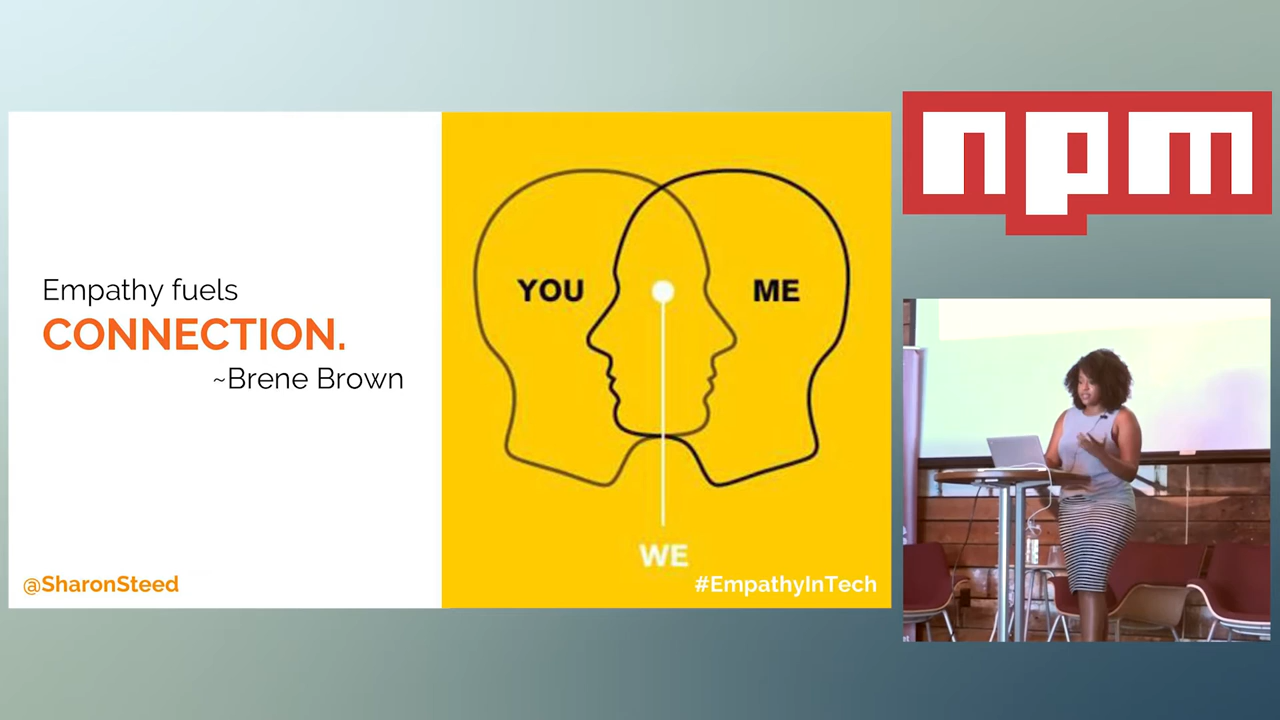 Empathy fuels
CONNECTION.
~Brene Brown
@SharonSteed
YOU
ME
WE
#EmpathyInTech
npm